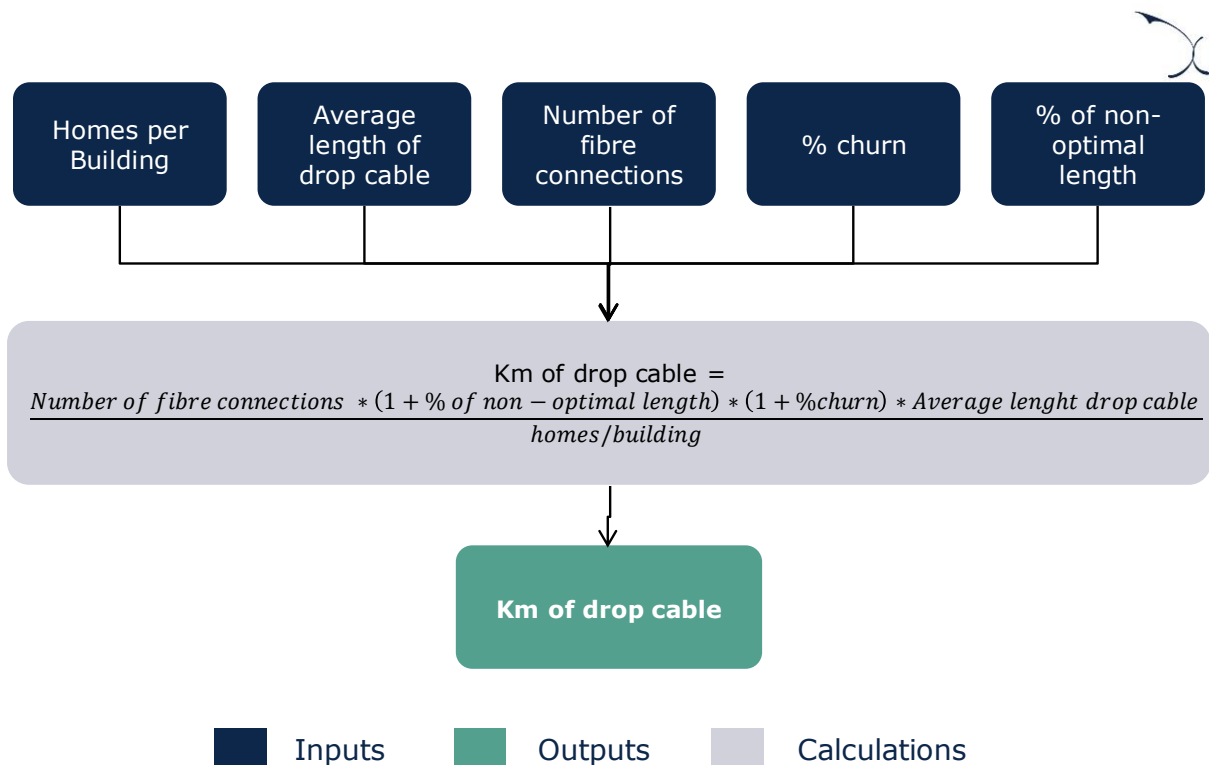 Homes per
Building
Average
length of
drop cable
Number of
fibre
connections
% churn
% of non-
optimal
length
Km of drop cable =
Number of fibre connections * (1 + % of non − optimal length) * (1 + %churn) * Average lenght drop cable
homes/building
Km of drop cable
Inputs
Outputs
Calculations